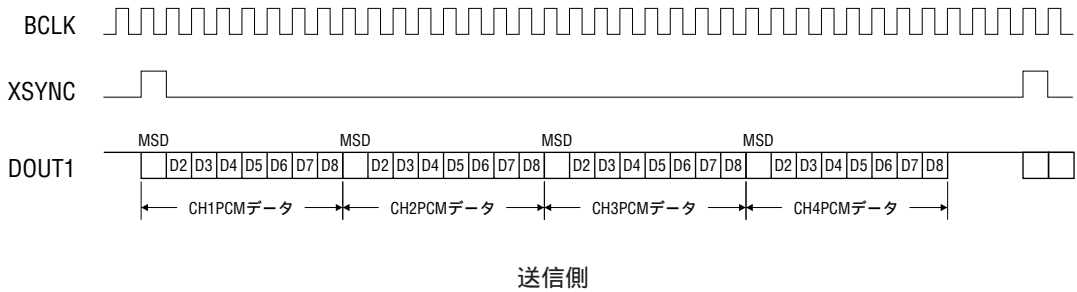 BCLK
XSYNC
MSD MSD MSD MSD
DOUT1
D2 D3 D4 D5 D6 D7 D8 D2 D3 D4 D5 D6 D7 D8 D2 D3 D4 D5 D6 D7 D8 D2 D3 D4 D5 D6 D7 D8
CH1PCMデータ CH2PCMデータ CH3PCMデータ CH4PCMデータ
送信側